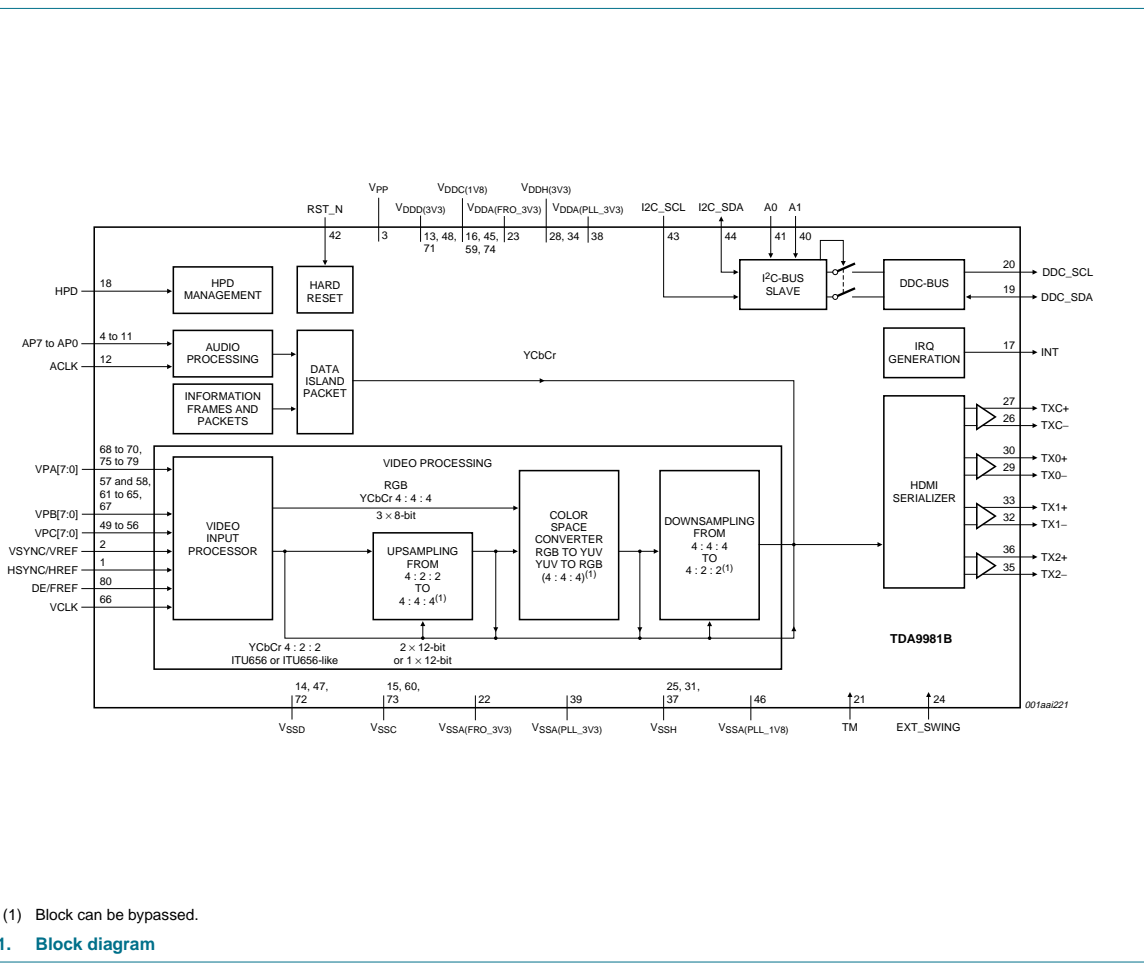 VPP
VDDC(1V8)
VDDH(3V3)
RST_N
VDDD(3V3)
VDDA(FRO_3V3)
VDDA(PLL_3V3)
I2C_SCL
I2C_SDA
A0
A1
42
3
13, 48,
71
16, 45,
59, 74
23
28, 34
38
43
44
41
40
HPD
18
HPD
MANAGEMENT
HARD
RESET
I2C-BUS
SLAVE
DDC-BUS
20
DDC_SCL
19
DDC_SDA
AP7 to AP0
4 to 11
ACLK
12
AUDIO
PROCESSING
DATA
ISLAND
PACKET
YCbCr
IRQ
GENERATION
17
INT
INFORMATION
FRAMES AND
PACKETS
27
TXC+
26
TXC−
VPA[7:0]
68 to 70,
75 to 79
57 and 58,
61 to 65,
67
VPB[7:0]
VPC[7:0]
49 to 56
VSYNC/VREF
2
HSYNC/HREF
1
DE/FREF
80
VCLK
66
VIDEO
INPUT
PROCESSOR
VIDEO PROCESSING
RGB
YCbCr 4 : 4 : 4
3 × 8-bit
UPSAMPLING
FROM
4 : 2 : 2
TO
4 : 4 : 4(1)
COLOR
SPACE
CONVERTER
RGB TO YUV
YUV TO RGB
(4 : 4 : 4)(1)
DOWNSAMPLING
FROM
4 : 4 : 4
TO
4 : 2 : 2(1)
HDMI
SERIALIZER
30
TX0+
29
TX0−
33
TX1+
32
TX1−
36
TX2+
35
TX2−
YCbCr 4 : 2 : 2
ITU656 or ITU656-like
2 × 12-bit
or 1 × 12-bit
TDA9981B
14, 47,
72
15, 60,
73
22
39
25, 31,
37
46
21
24
001aai221
VSSD
VSSC
VSSA(FRO_3V3)
VSSA(PLL_3V3)
VSSH
VSSA(PLL_1V8)
TM
EXT_SWING
(1) Block can be bypassed.
1. Block diagram